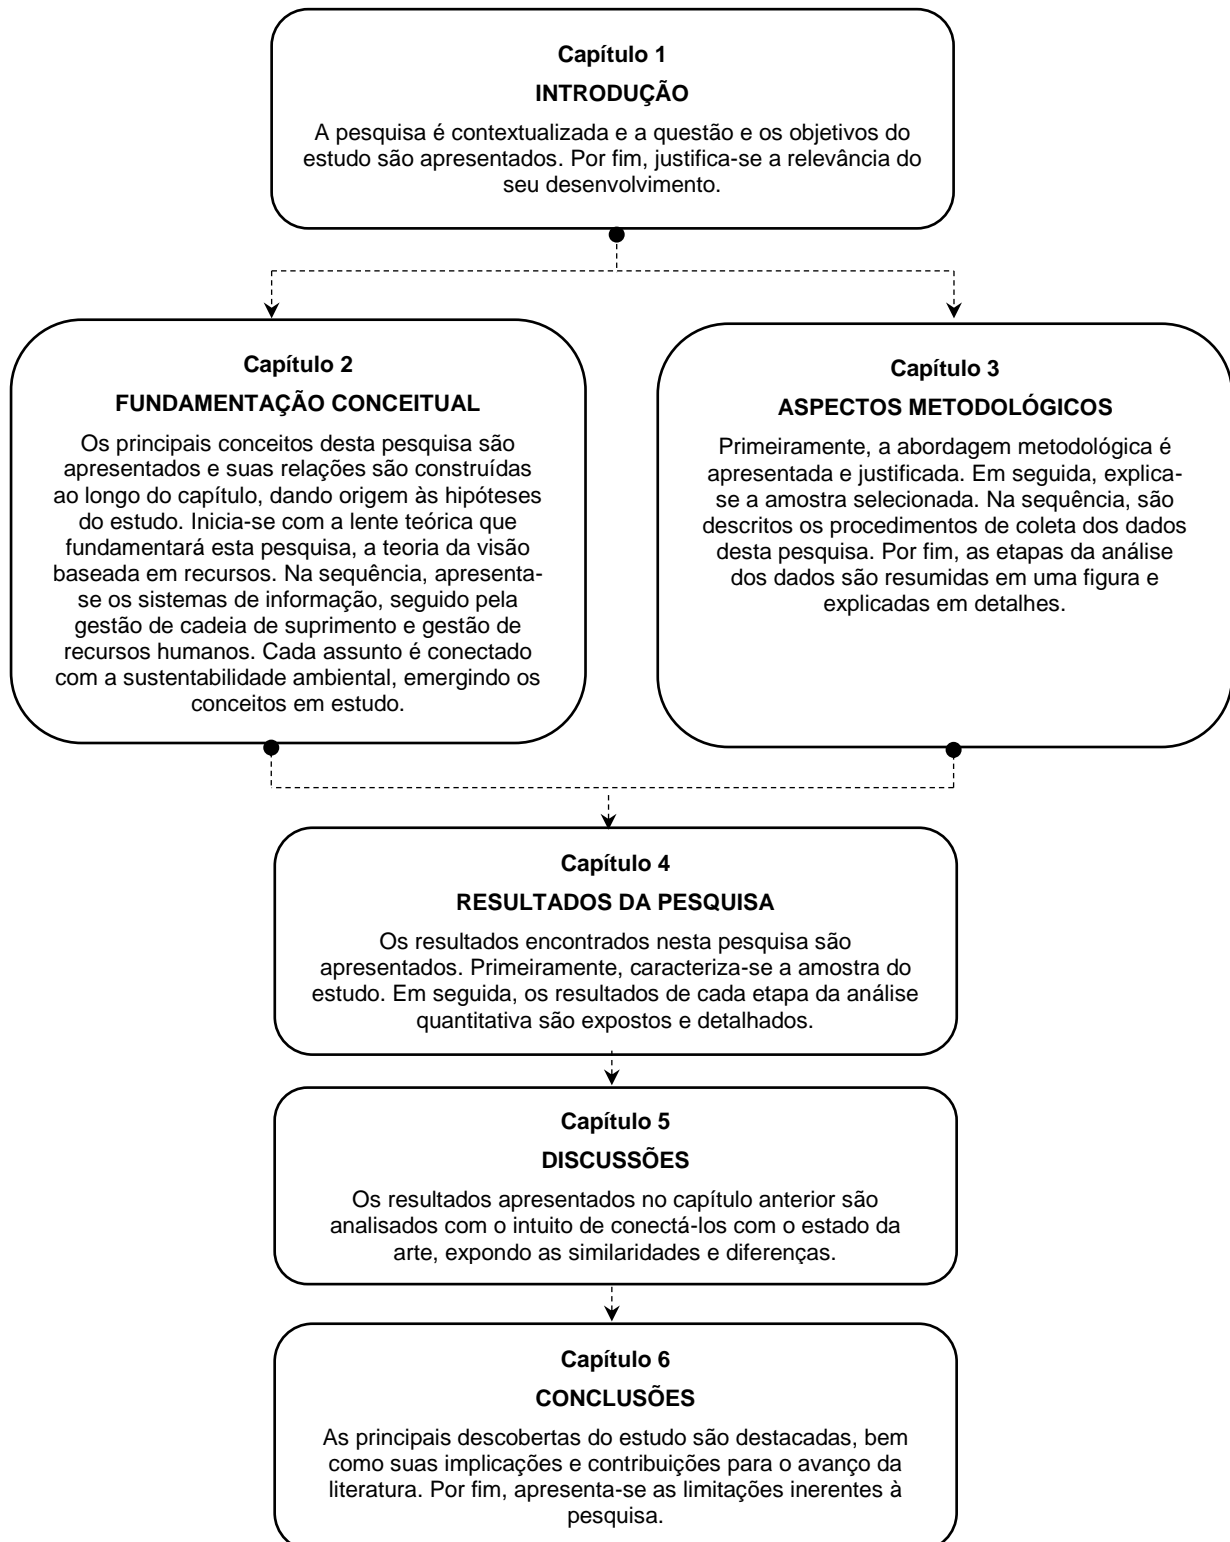 Capítulo 1
INTRODUÇÃO
A pesquisa é contextualizada e a questão e os objetivos do
estudo são apresentados. Por fim, justifica-se a relevância do
seu desenvolvimento.
Capítulo 2
FUNDAMENTAÇÃO CONCEITUAL
Os principais conceitos desta pesquisa são
apresentados e suas relações são construídas
ao longo do capítulo, dando origem às hipóteses
do estudo. Inicia-se com a lente teórica que
fundamentará esta pesquisa, a teoria da visão
baseada em recursos. Na sequência, apresenta-
se os sistemas de informação, seguido pela
gestão de cadeia de suprimento e gestão de
recursos humanos. Cada assunto é conectado
com a sustentabilidade ambiental, emergindo os
conceitos em estudo.
Capítulo 3
ASPECTOS METODOLÓGICOS
Primeiramente, a abordagem metodológica é
apresentada e justificada. Em seguida, explica-
se a amostra selecionada. Na sequência, são
descritos os procedimentos de coleta dos dados
desta pesquisa. Por fim, as etapas da análise
dos dados são resumidas em uma figura e
explicadas em detalhes.
Capítulo 4
RESULTADOS DA PESQUISA
Os resultados encontrados nesta pesquisa são
apresentados. Primeiramente, caracteriza-se a amostra do
estudo. Em seguida, os resultados de cada etapa da análise
quantitativa são expostos e detalhados.
Capítulo 5
DISCUSSÕES
Os resultados apresentados no capítulo anterior são
analisados com o intuito de conectá-los com o estado da
arte, expondo as similaridades e diferenças.
Capítulo 6
CONCLUSÕES
As principais descobertas do estudo são destacadas, bem
como suas implicações e contribuições para o avanço da
literatura. Por fim, apresenta-se as limitações inerentes à
pesquisa.